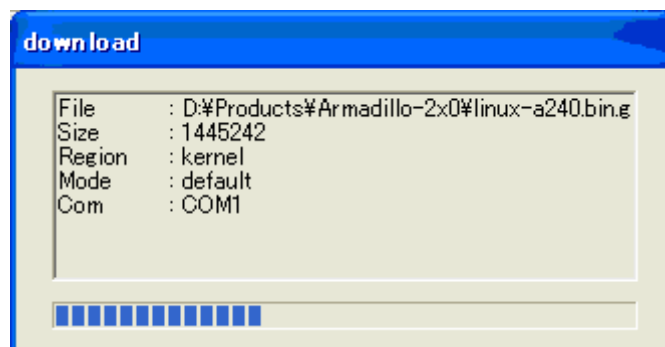 download
File : D:¥Products¥Armadillo-2x0¥linux-a240.bin.g
Size : 1445242
Region : kernel
Mode : default
Com : COM1